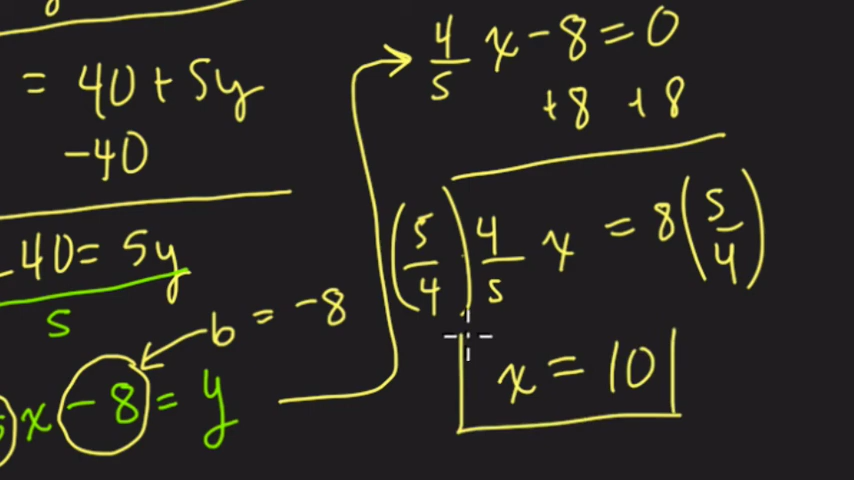 = 40 + 5y
-40
-40 = 5y
5
b = -8
x - 8 = y
4/5 x - 8 = 0
+8 +8
(5/4) 4/5 x = 8 (5/4)
x = 10